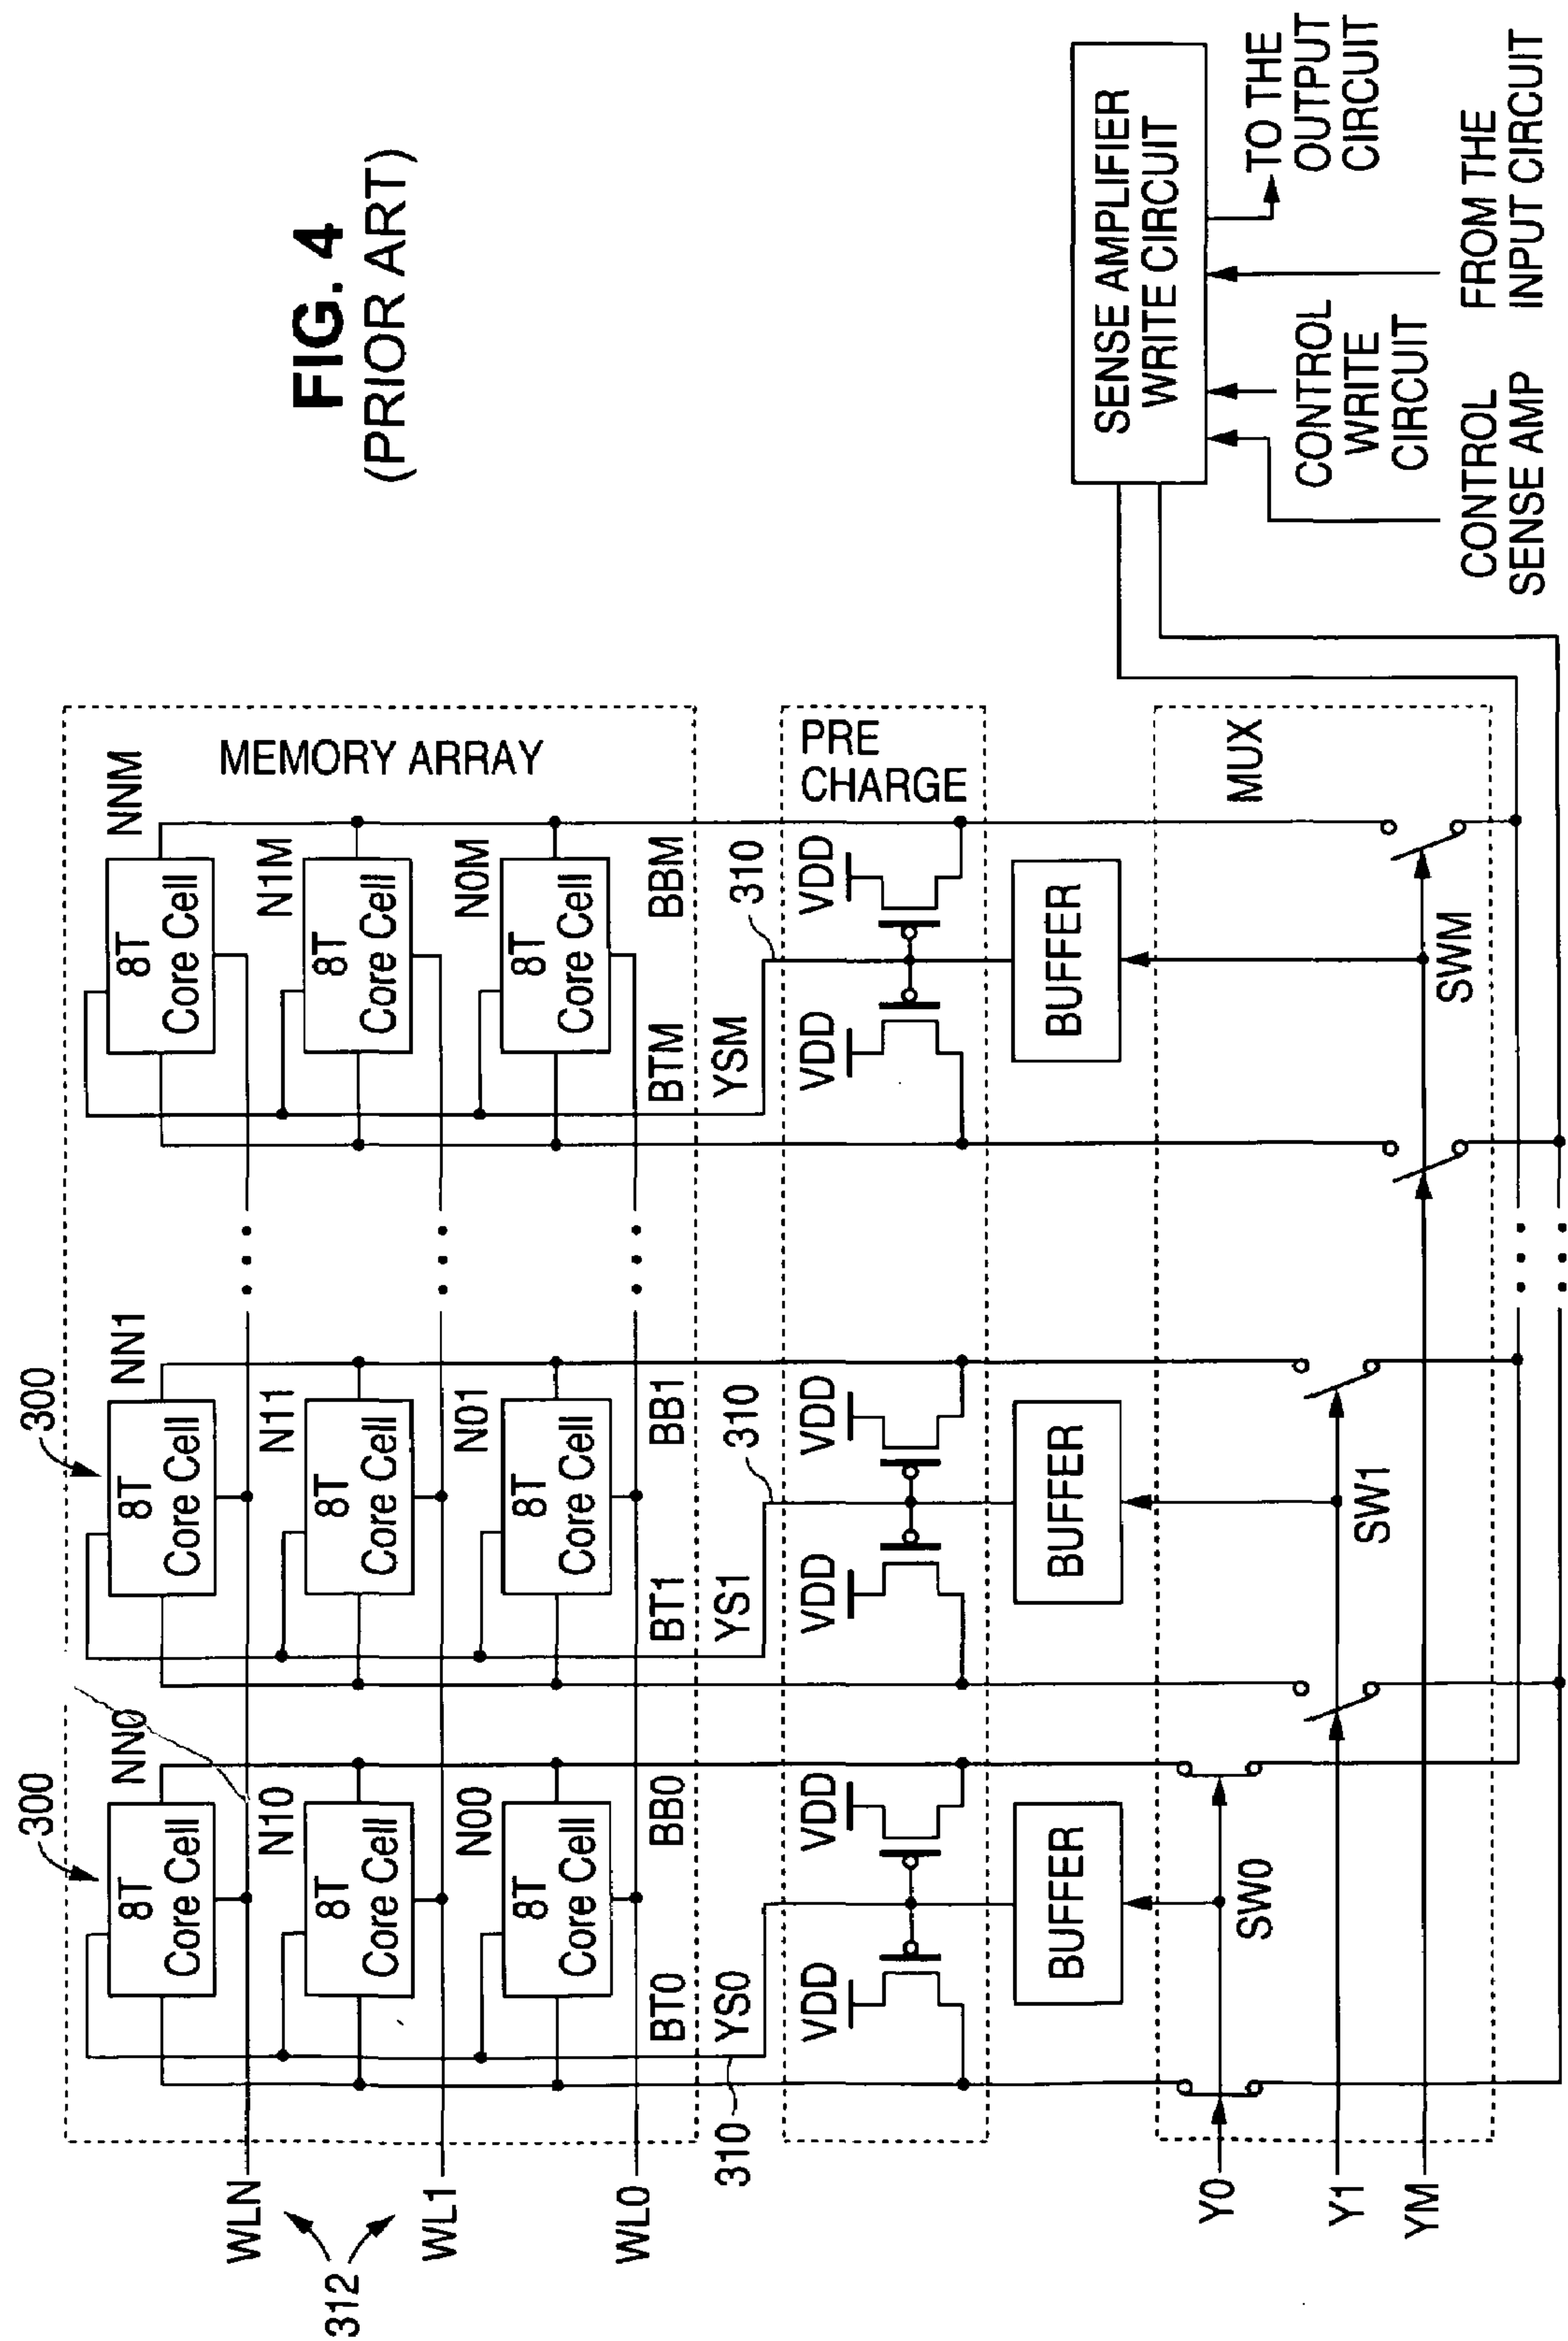 FIG. 4
(PRIOR ART)
MEMORY ARRAY
300
300
NN0
NN1
NNM
8T
Core Cell
8T
Core Cell
8T
Core Cell
WLN
312
N10
N11
N1M
8T
Core Cell
8T
Core Cell
8T
Core Cell
WL1
N00
N01
N0M
8T
Core Cell
8T
Core Cell
8T
Core Cell
WL0
BT0
BB0
BT1
BB1
BTM
BBM
310
YS0
YS1
310
YSM
310
PRE
CHARGE
VDD
VDD
VDD
VDD
VDD
VDD
BUFFER
BUFFER
BUFFER
MUX
Y0
SW0
Y1
SW1
YM
SWM
SENSE AMPLIFIER
WRITE CIRCUIT
TO THE
OUTPUT
CIRCUIT
CONTROL
WRITE
CIRCUIT
CONTROL
SENSE AMP
FROM THE
INPUT CIRCUIT